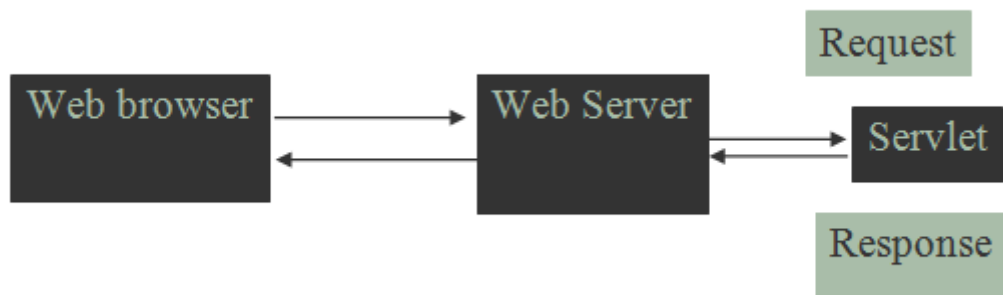 Request
Web browser
Web Server
Servlet
Response